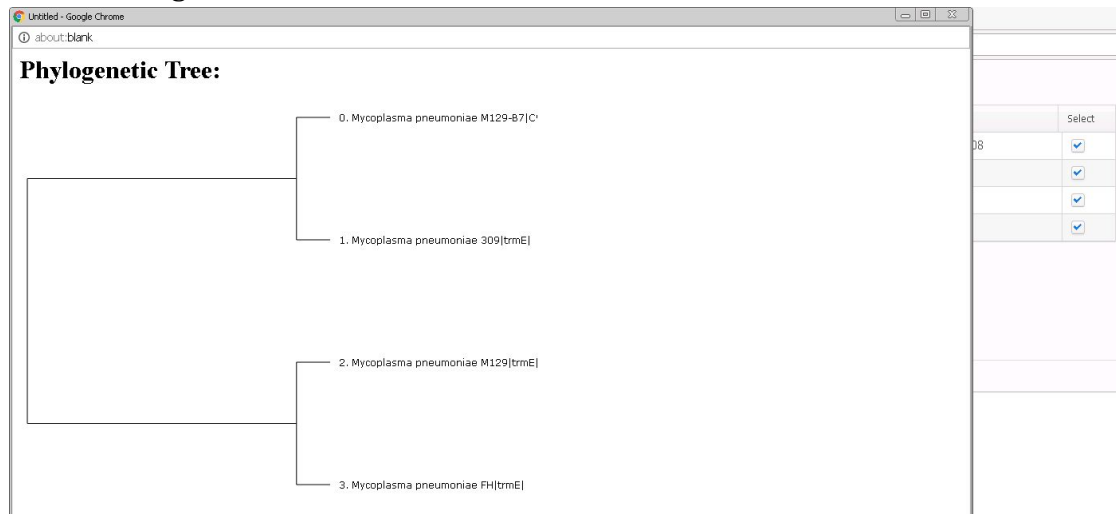 Untitled - Google Chrome
about:blank
Phylogenetic Tree:
0. Mycoplasma pneumoniae M129-B7|C
Select
08
1. Mycoplasma pneumoniae 309|trmE|
2. Mycoplasma pneumoniae M129|trmE|
3. Mycoplasma pneumoniae FH|trmE|